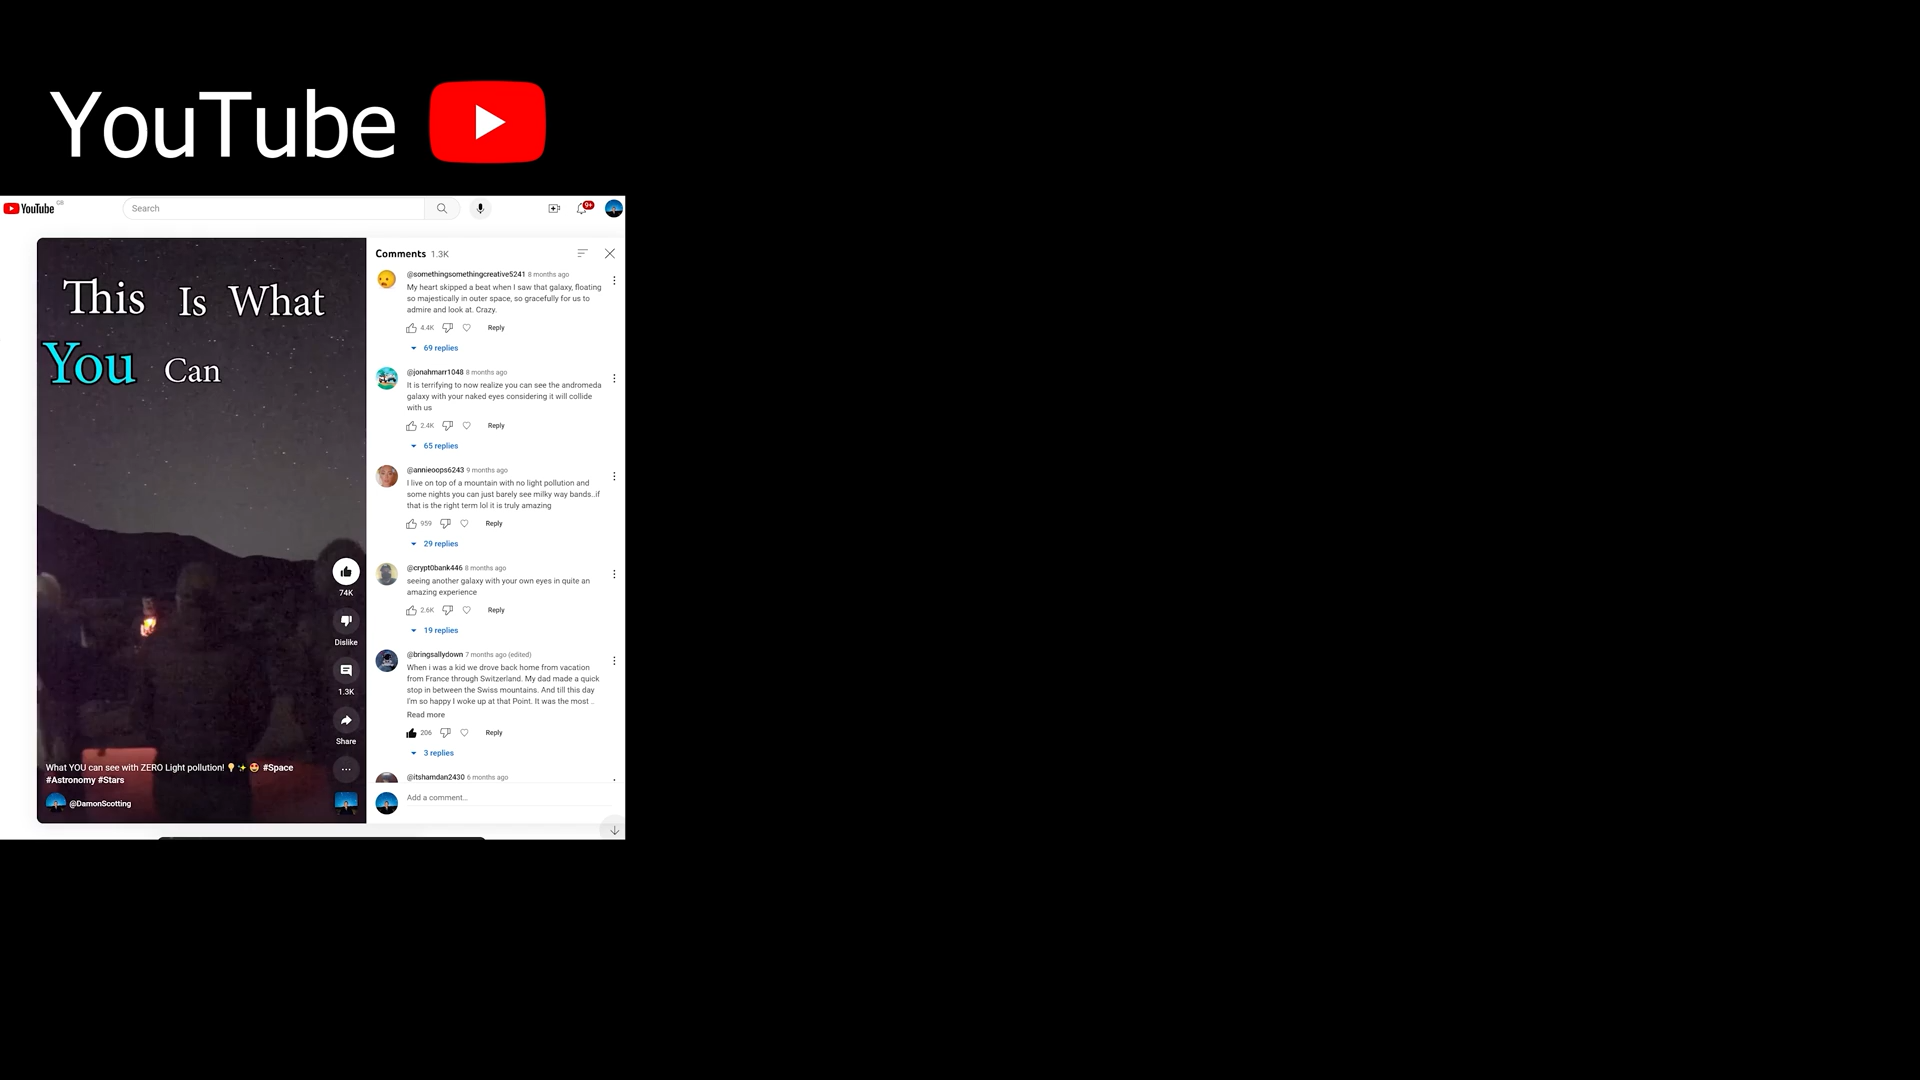 YouTube
YouTube GB
Search
9+
This Is What
You Can
74K
Dislike
1.3K
Share
What YOU can see with ZERO Light pollution! #Space
#Astronomy #Stars
@DamonScotting
Comments 1.3K
@somethingsomethingcreative5241 8 months ago
My heart skipped a beat when I saw that galaxy, floating
so majestically in outer space, so gracefully for us to
admire and look at. Crazy.
4.4K Reply
69 replies
@jonahmarr1048 8 months ago
It is terrifying to now realize you can see the andromeda
galaxy with your naked eyes considering it will collide
with us
2.4K Reply
65 replies
@annieoops6243 9 months ago
I live on top of a mountain with no light pollution and
some nights you can just barely see milky way bands..if
that is the right term lol it is truly amazing
959 Reply
29 replies
@crypt0bank446 8 months ago
seeing another galaxy with your own eyes in quite an
amazing experience
2.6K Reply
19 replies
@bringsallydown 7 months ago (edited)
When i was a kid we drove back home from vacation
from France through Switzerland. My dad made a quick
stop in between the Swiss mountains. And till this day
I'm so happy I woke up at that Point. It was the most ..
Read more
206 Reply
3 replies
@itshamdan2430 6 months ago
Add a comment...